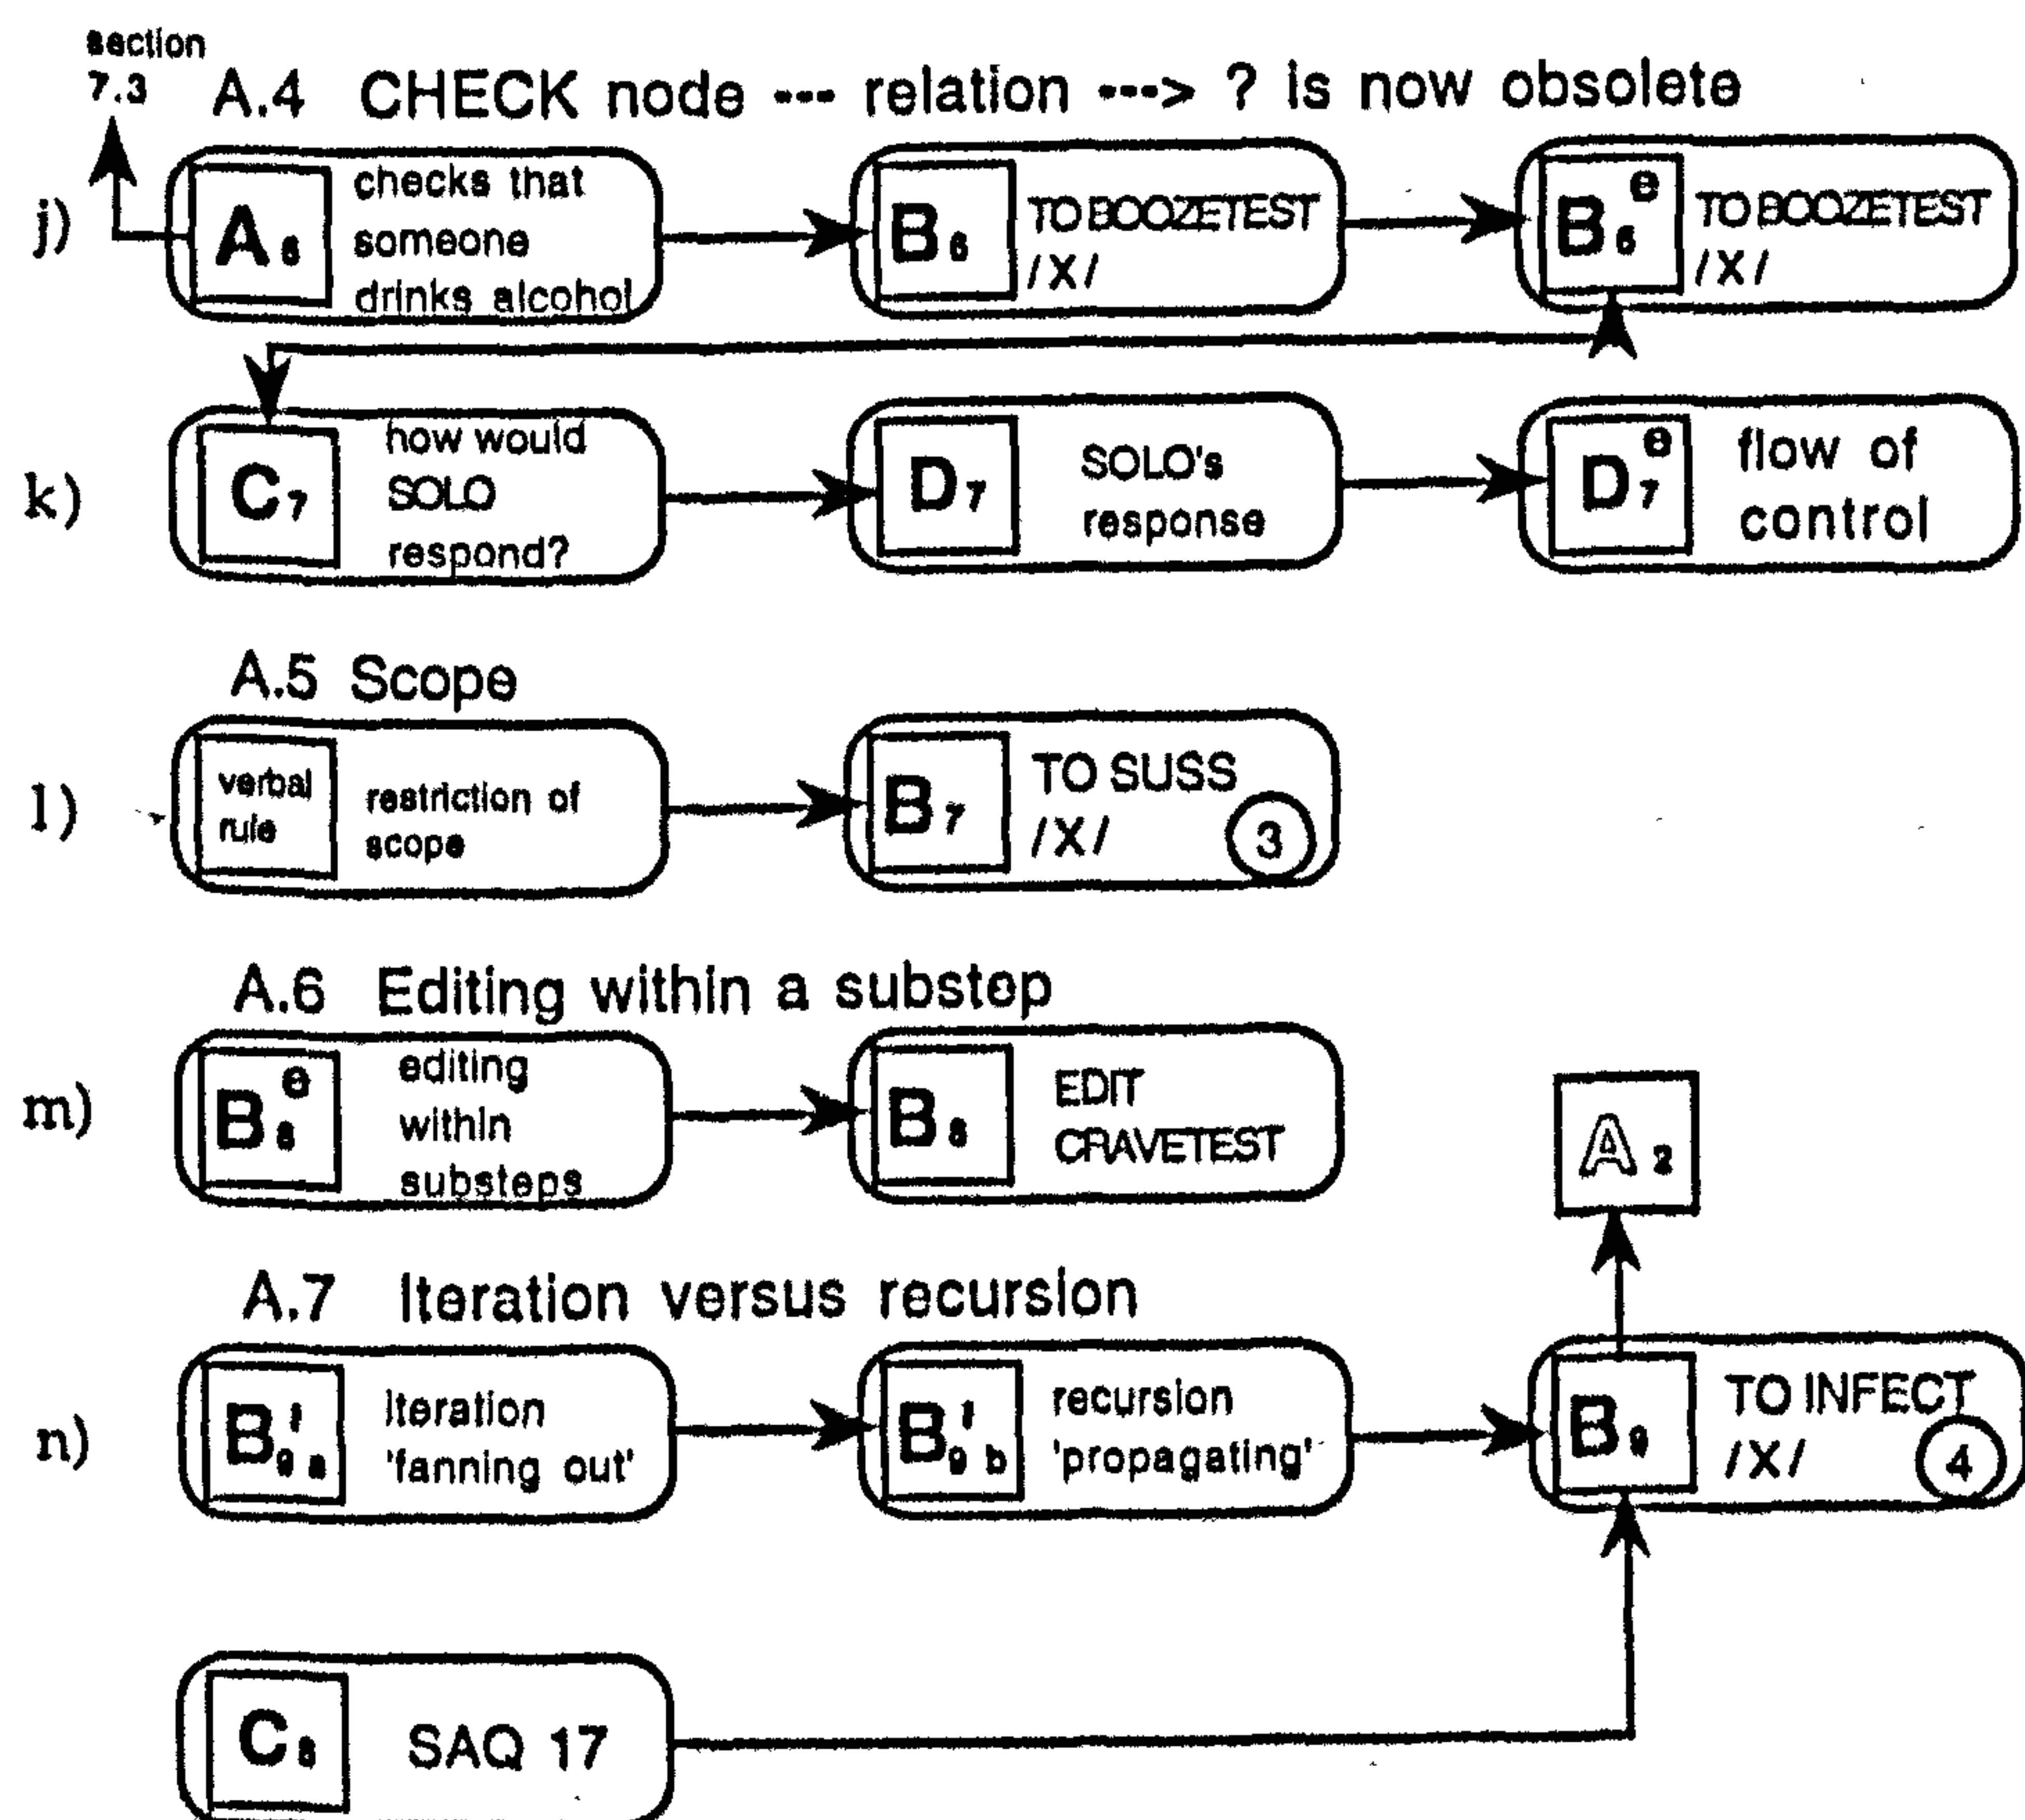 section
7.3
A.4 CHECK node --- relation ---> ? is now obsolete
j)
A6
checks that
someone
drinks alcohol
B6
TO BOOZETEST
/X/
B6 e
TO BOOZETEST
/X/
k)
C7
how would
SOLO
respond?
D7
SOLO's
response
D7 e
flow of
control
A.5 Scope
l)
verbal
rule
restriction of
scope
B7
TO SUSS
/X/
3
A.6 Editing within a substep
m)
B8 e
editing
within
substeps
B8
EDIT
CRAVETEST
A2
A.7 Iteration versus recursion
n)
B9a
iteration
'fanning out'
B9b
recursion
'propagating'
B9
TO INFECT
/X/
4
C8
SAQ 17